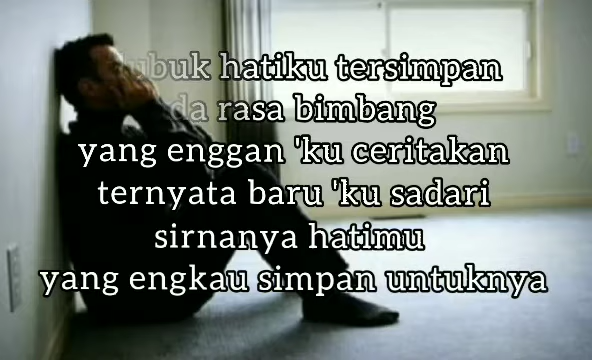 hatiku tersimpan
rasa bimbang
yang enggan 'ku ceritakan
ternyata baru 'ku sadari
sirnanya hatimu
yang engkau simpan untuknya